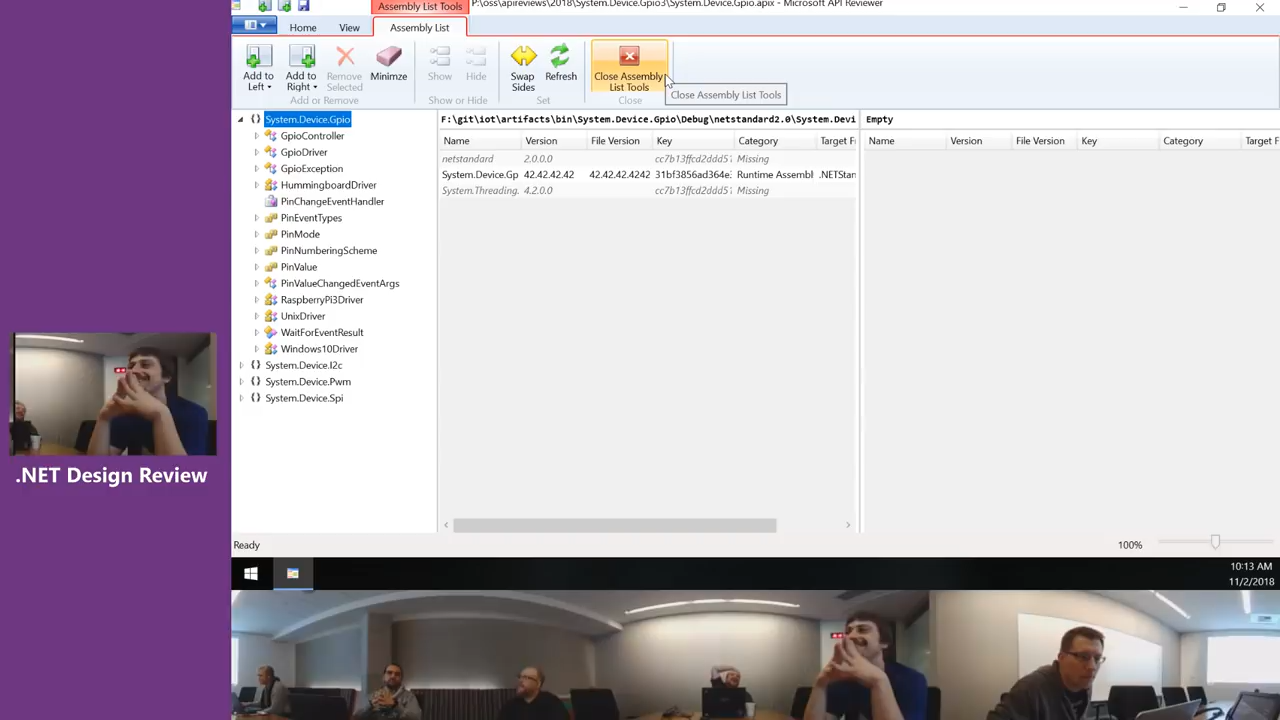 Assembly List Tools
P:\oss\apireviews\2018\System.Device.Gpio3\System.Device.Gpio.apix - Microsoft API Reviewer
Home
View
Assembly List
Add to Left
Add to Right
Remove Selected
Minimze
Show
Hide
Swap Sides
Refresh
Close Assembly List Tools
Add or Remove
Show or Hide
Set
Close
Close Assembly List Tools
System.Device.Gpio
GpioController
GpioDriver
GpioException
HummingboardDriver
PinChangeEventHandler
PinEventTypes
PinMode
PinNumberingScheme
PinValue
PinValueChangedEventArgs
RaspberryPi3Driver
UnixDriver
WaitForEventResult
Windows10Driver
System.Device.I2c
System.Device.Pwm
System.Device.Spi
F:\git\iot\artifacts\bin\System.Device.Gpio\Debug\netstandard2.0\System.Devi
Name Version File Version Key Category Target F
netstandard 2.0.0.0 cc7b13ffcd2ddd51 Missing
System.Device.Gp 42.42.42.42 42.42.42.4242 31bf3856ad364e3 Runtime Assembl .NETStan
System.Threading. 4.2.0.0 cc7b13ffcd2ddd51 Missing
Empty
Name Version File Version Key Category Target F
.NET Design Review
Ready
100%
10:13 AM
11/2/2018